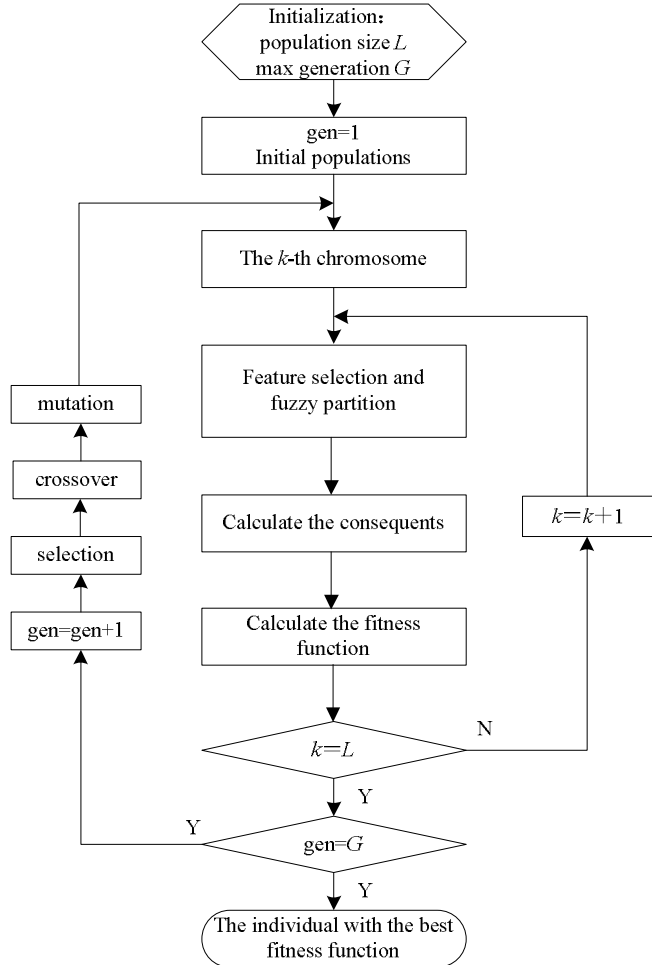 Initialization:
population size L
max generation G
gen=1
Initial populations
The k-th chromosome
Feature selection and
fuzzy partition
mutation
crossover
Calculate the consequents
k=k+1
selection
gen=gen+1
Calculate the fitness
function
k=L
N
Y
Y
gen=G
Y
The individual with the best
fitness function